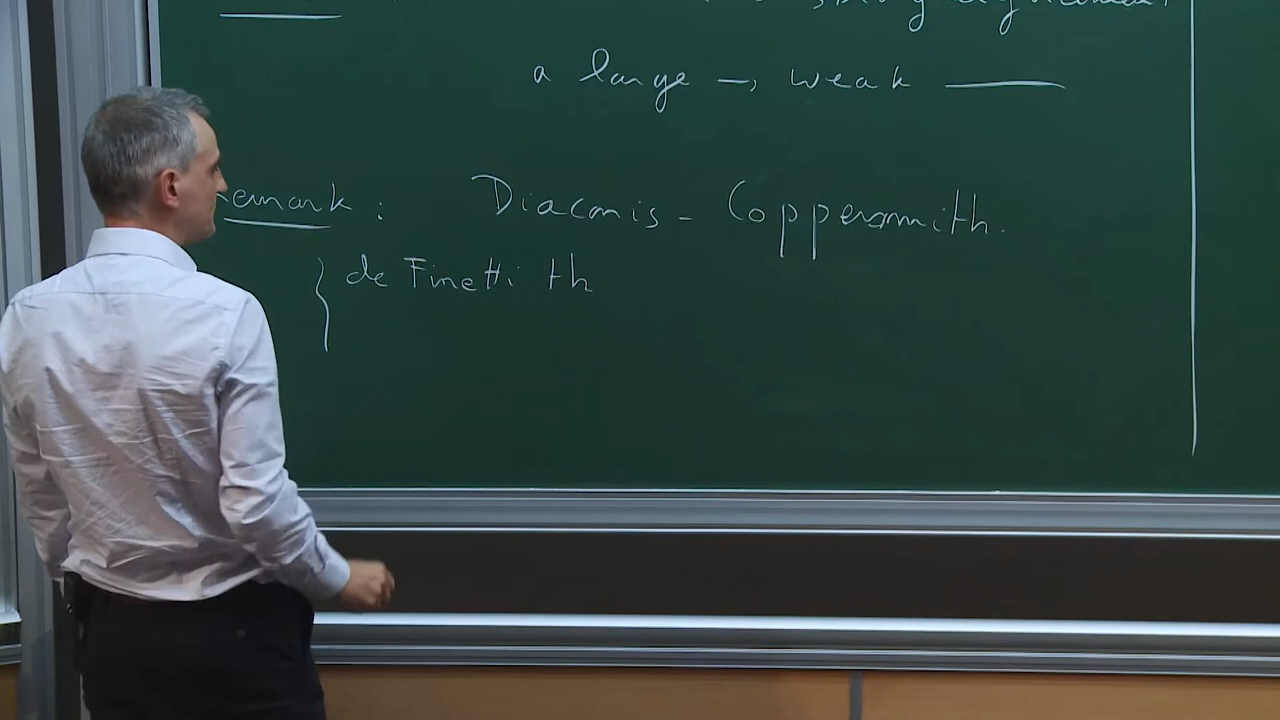 a large → weak ———
emark : Diaconis - Coppersmith.
{ de Finetti th